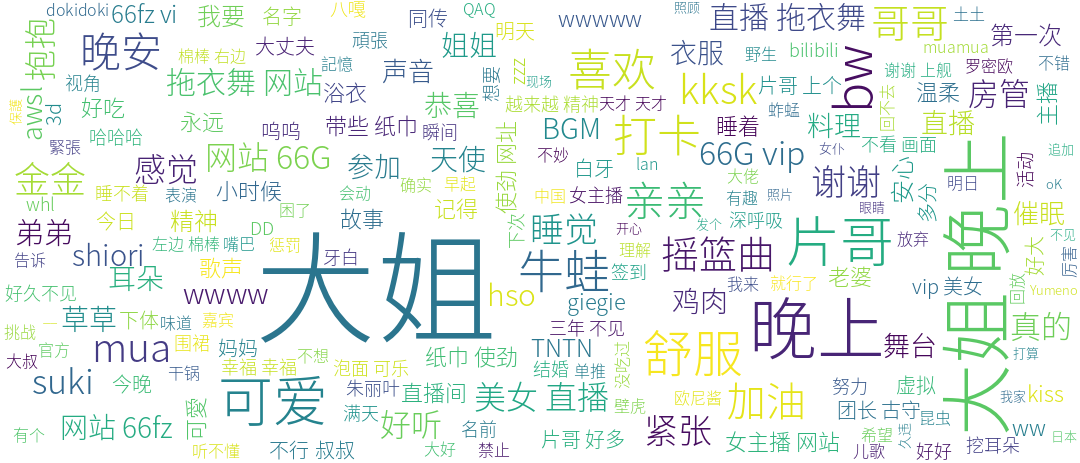 dokidoki
66fz vi
我要
名字
八嘎
同传
QAQ
wwwww
照顾
直播 拖衣舞
哥哥
土土
第一次
抱抱
晚安
棉棒 右边
大丈夫
頑張
姐姐
明天
衣服
野生
bilibili
muamua
不错
awsl
3d
视角
拖衣舞 网站
記憶
声音
zzz
想要
现场
喜欢
kksk
片哥 上个
bw
谢谢 上舰
罗密欧
保護
好吃
浴衣
恭喜
越来越 精神
天才 天才
蚱蜢
回不去
温柔
房管
主播
緊張
哈哈哈
永远
呜呜
带些 纸巾
瞬间
使劲 网址
BGM
打卡
睡着
料理
直播
晚上
金金
感觉
网站 66G
参加
天使
不妙
lan
66G vip
不看 画面
追加
whl
睡不着
表演
小时候
会动
确实
早起
白牙
女主播
大佬
有趣
女仆
照片
谢谢
安心
明日
活动
oK
弟弟
今日
精神
困了
记得
中国
亲亲
深呼吸
眼睛
多分
催眠
告诉
shiori
左边 棉棒 嘴巴
DD
惩罚
故事
下次
睡觉
开心
发个
放弃
好大
不见
厉害
耳朵
歌声
牙白
大姐
牛蛙
理解
签到
摇篮曲
片哥
回放
好久不见
wwww
hso
giegie
鸡肉
我来
老婆
就行了
vip 美女
Yumeno
挑战
一
草草
下体
味道
嘉宾
三年 不见
晚上
大姐
真的
大叔
官方
mua
围裙
妈妈
不想
纸巾 使劲
TNTN
没吃过
舒服
舞台
打算
suki
今晚
干锅
幸福 幸福
泡面 可乐
结婚
单推
努力
虚拟
我家
kiss
可爱
朱丽叶
直播间
美女 直播
壁虎
欧尼酱
加油
团长 古守
昆虫
网站 66fz
可愛
满天
好听
名前
紧张
希望
久违
ww
有个
听不懂
不行 叔叔
大好
禁止
片哥 好多
女主播 网站
儿歌
好好
挖耳朵
日本